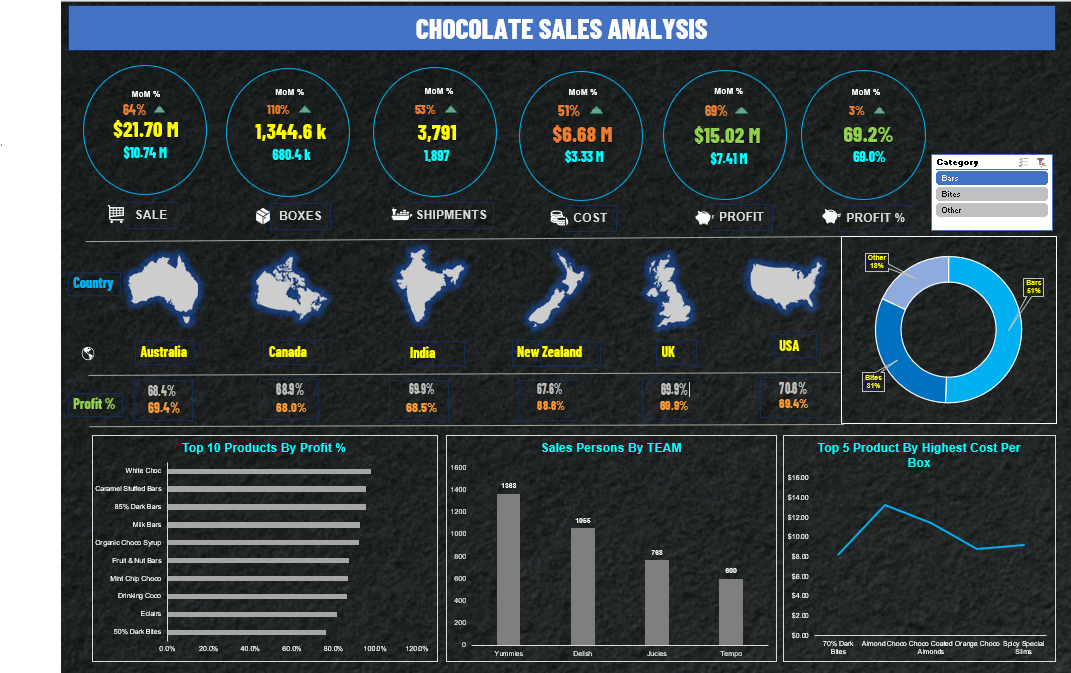 CHOCOLATE SALES ANALYSIS
MoM %
64%
$21.70 M
$10.74 M
SALE
MoM %
110%
1,344.6 k
680.4 k
BOXES
MoM %
53%
3,791
1,897
SHIPMENTS
MoM %
51%
$6.68 M
$3.33 M
COST
MoM %
69%
$15.02 M
$7.41 M
PROFIT
MoM %
3%
69.2%
69.0%
PROFIT %
Category
Bars
Bites
Other
Country
Australia
Canada
India
New Zealand
UK
USA
Profit %
68.4%
69.4%
68.9%
68.0%
69.9%
68.5%
67.6%
68.8%
69.9%
69.9%
70.6%
69.4%
Other
18%
Bars
51%
Bites
31%
Top 10 Products By Profit %
White Choc
Caramel Stuffed Bars
85% Dark Bars
Milk Bars
Organic Choco Syrup
Fruit & Nut Bars
Mint Chip Choco
Drinking Coco
Eclairs
50% Dark Bites
0.0% 20.0% 40.0% 60.0% 80.0% 100.0% 120.0%
Sales Persons By TEAM
1600
1400
1200
1000
800
600
400
200
0
1363
1055
763
600
Yummies Delish Jucies Tempo
Top 5 Product By Highest Cost Per
Box
$16.00
$14.00
$12.00
$10.00
$8.00
$6.00
$4.00
$2.00
$0.00
70% Dark
Bites
Almond Choco
Choco Coated
Almonds
Orange Choco
Spicy Special
Slims